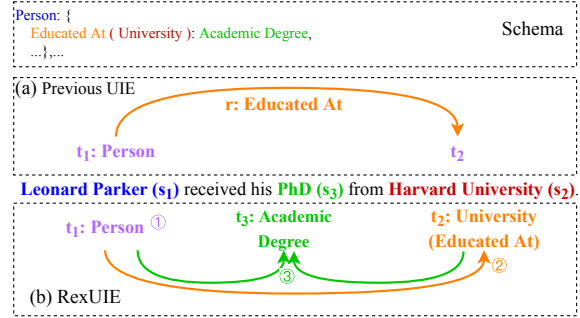 Person: {
Educated At ( University ): Academic Degree,
...},...
Schema
(a) Previous UIE
r: Educated At
t1: Person
t2
Leonard Parker (s1) received his PhD (s3) from Harvard University (s2).
t1: Person ①
t3: Academic Degree
t2: University (Educated At)
②
③
(b) RexUIE